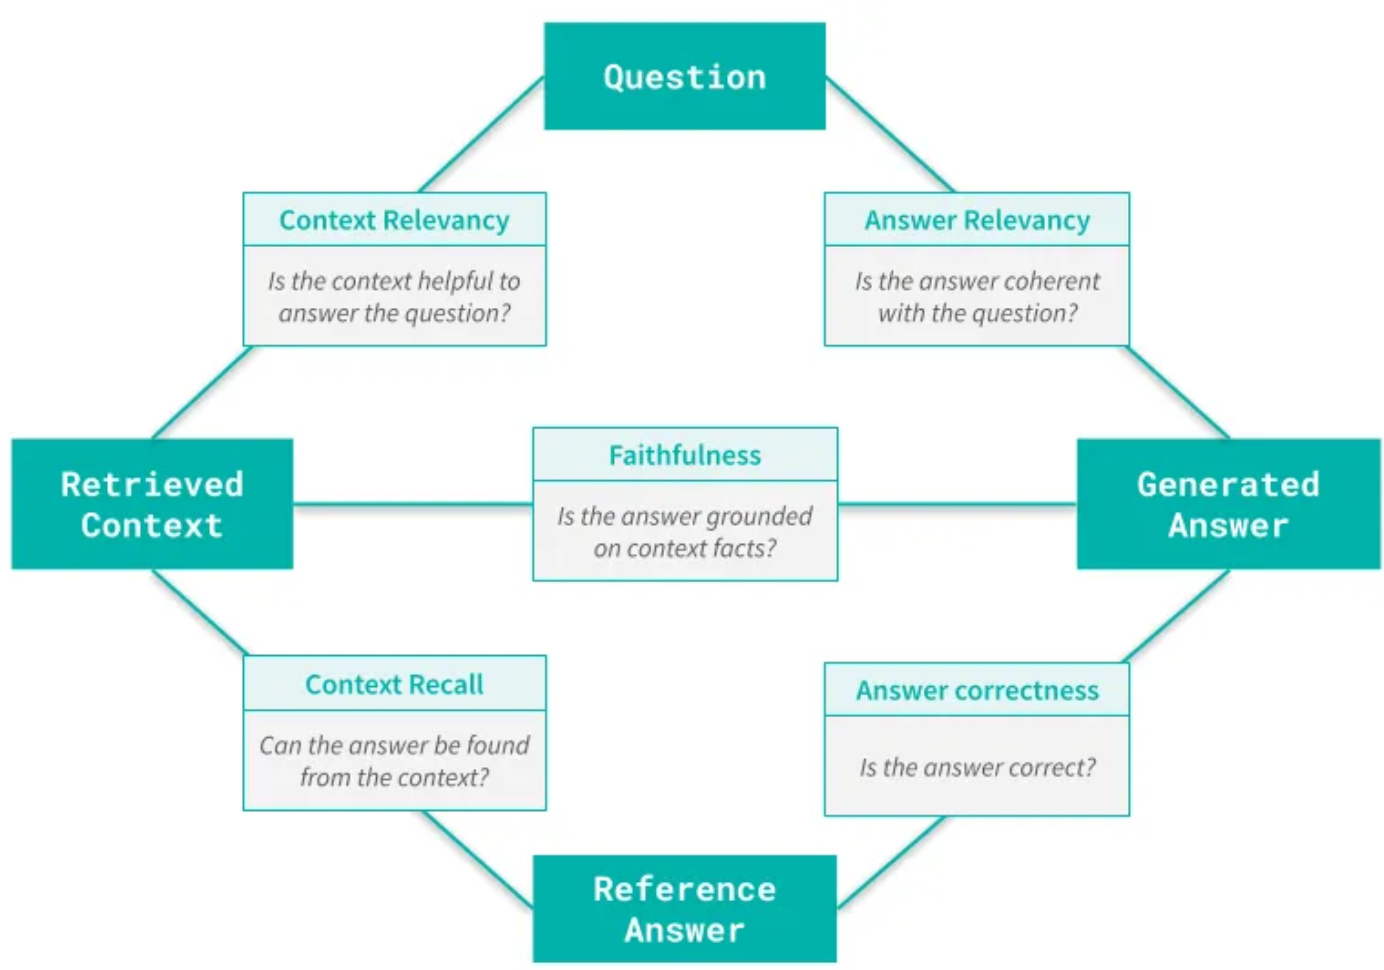 Question
Context Relevancy
Is the context helpful to
answer the question?
Answer Relevancy
Is the answer coherent
with the question?
Retrieved
Context
Faithfulness
Is the answer grounded
on context facts?
Generated
Answer
Context Recall
Can the answer be found
from the context?
Answer correctness
Is the answer correct?
Reference
Answer